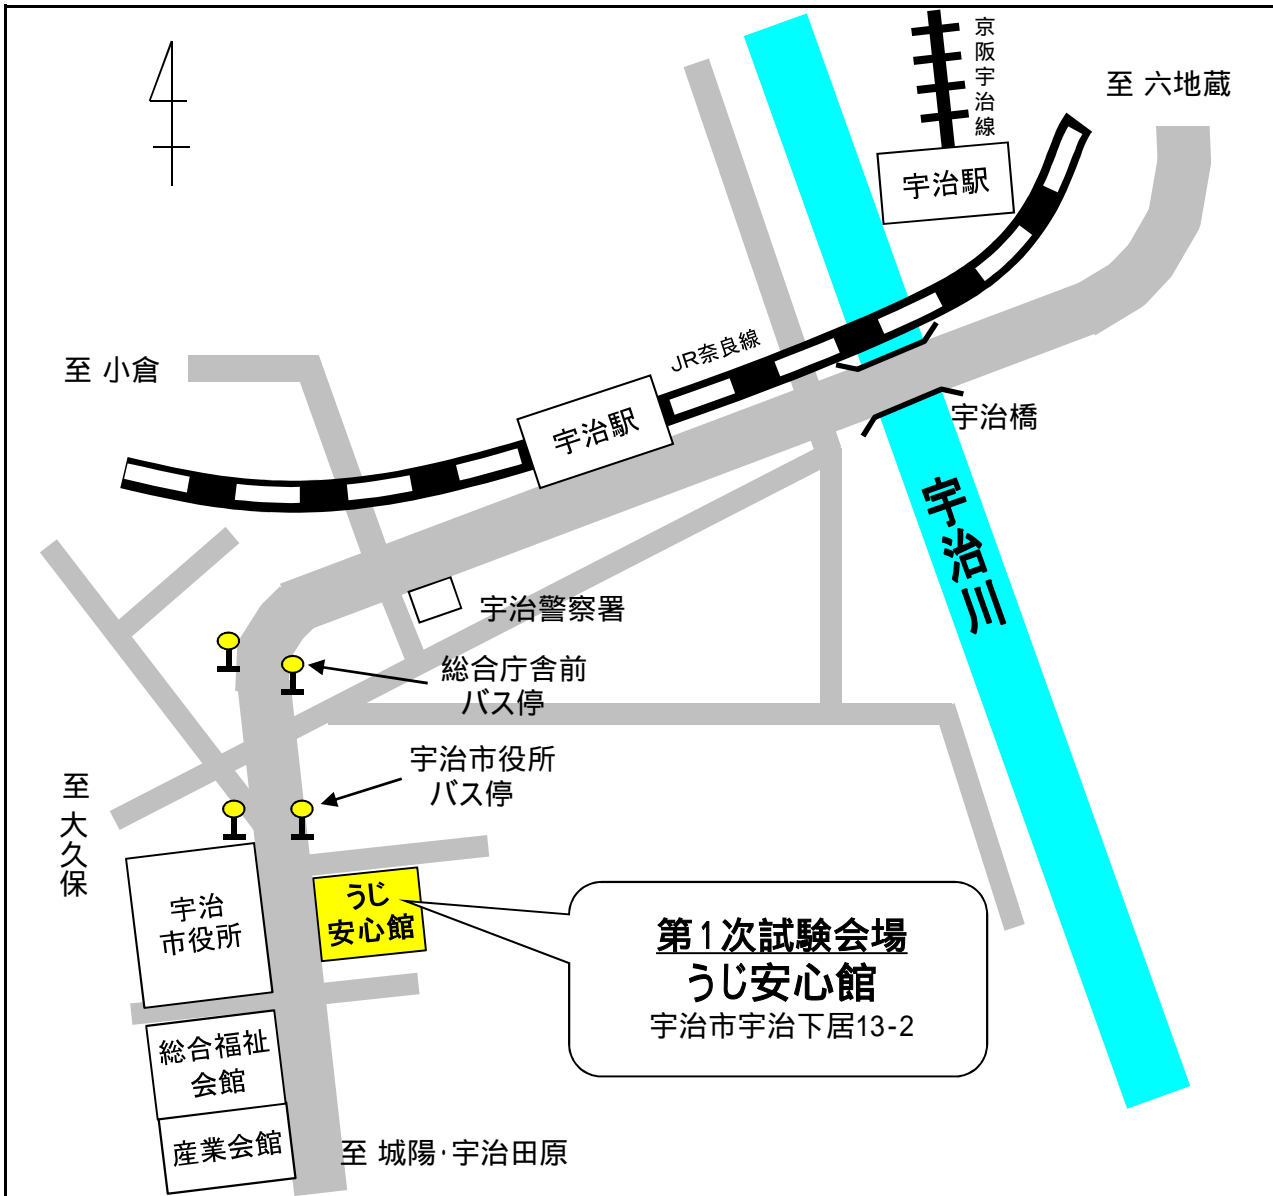 京阪宇治線
至 六地蔵
宇治駅
JR奈良線
至 小倉
宇治駅
宇治橋
宇治川
宇治警察署
総合庁舎前
バス停
宇治市役所
バス停
至 大久保
うじ
安心館
宇治
市役所
第1次試験会場
うじ安心館
宇治市宇治下居13-2
総合福祉
会館
産業会館
至 城陽・宇治田原